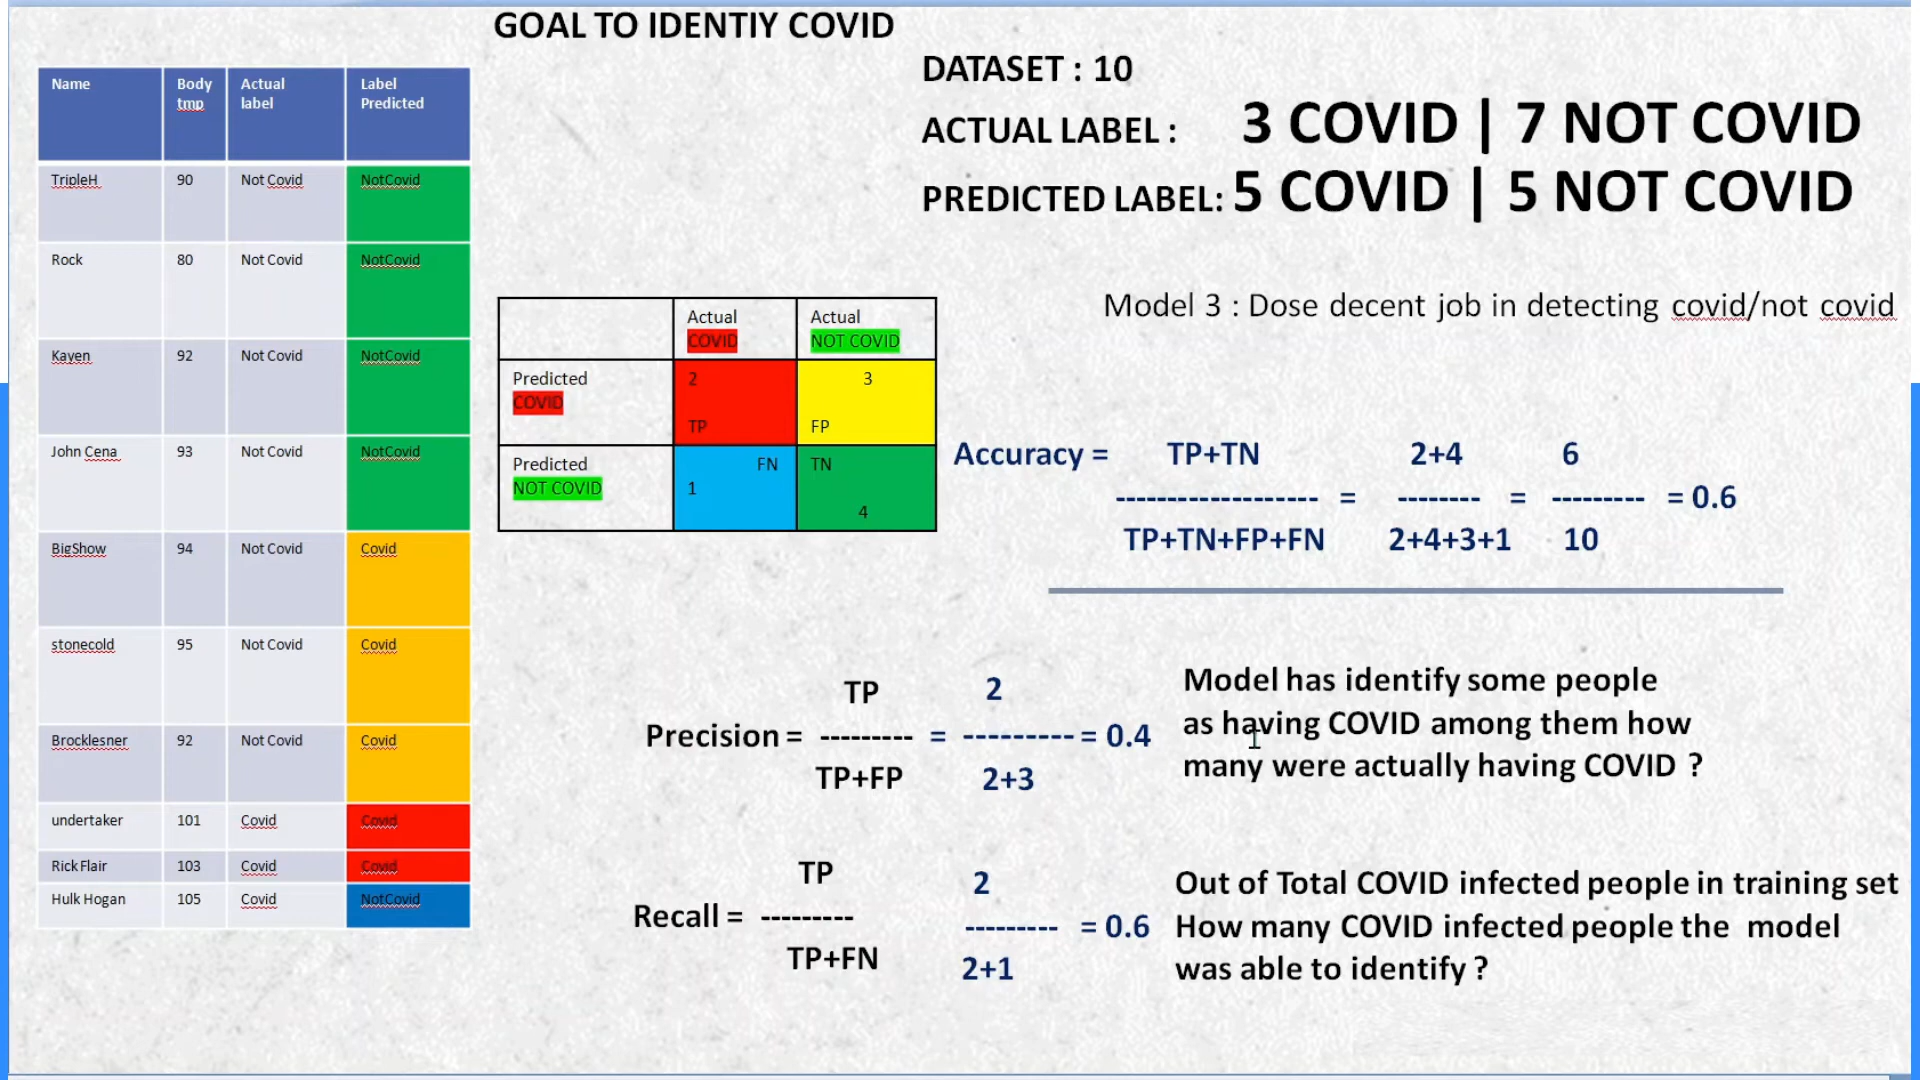 GOAL TO IDENTIY COVID
DATASET : 10
ACTUAL LABEL : 3 COVID | 7 NOT COVID
PREDICTED LABEL: 5 COVID | 5 NOT COVID
Name Body tmp Actual label Label Predicted
TripleH 90 Not Covid NotCovid
Rock 80 Not Covid NotCovid
Kayen 92 Not Covid NotCovid
John Cena 93 Not Covid NotCovid
BigShow 94 Not Covid Covid
stonecold 95 Not Covid Covid
Brocklesner 92 Not Covid Covid
undertaker 101 Covid Covid
Rick Flair 103 Covid Covid
Hulk Hogan 105 Covid NotCovid
Model 3 : Dose decent job in detecting covid/not covid
Actual COVID Actual NOT COVID
Predicted COVID 2 TP 3 FP
Predicted NOT COVID FN 1 TN 4
TP+TN 2+4 6
Accuracy = ------------------- = -------- = --------- = 0.6
TP+TN+FP+FN 2+4+3+1 10
TP 2
Precision = --------- = --------- = 0.4
TP+FP 2+3
Model has identify some people
as having COVID among them how
many were actually having COVID ?
TP 2
Recall = --------- --------- = 0.6
TP+FN 2+1
Out of Total COVID infected people in training set
How many COVID infected people the model
was able to identify ?